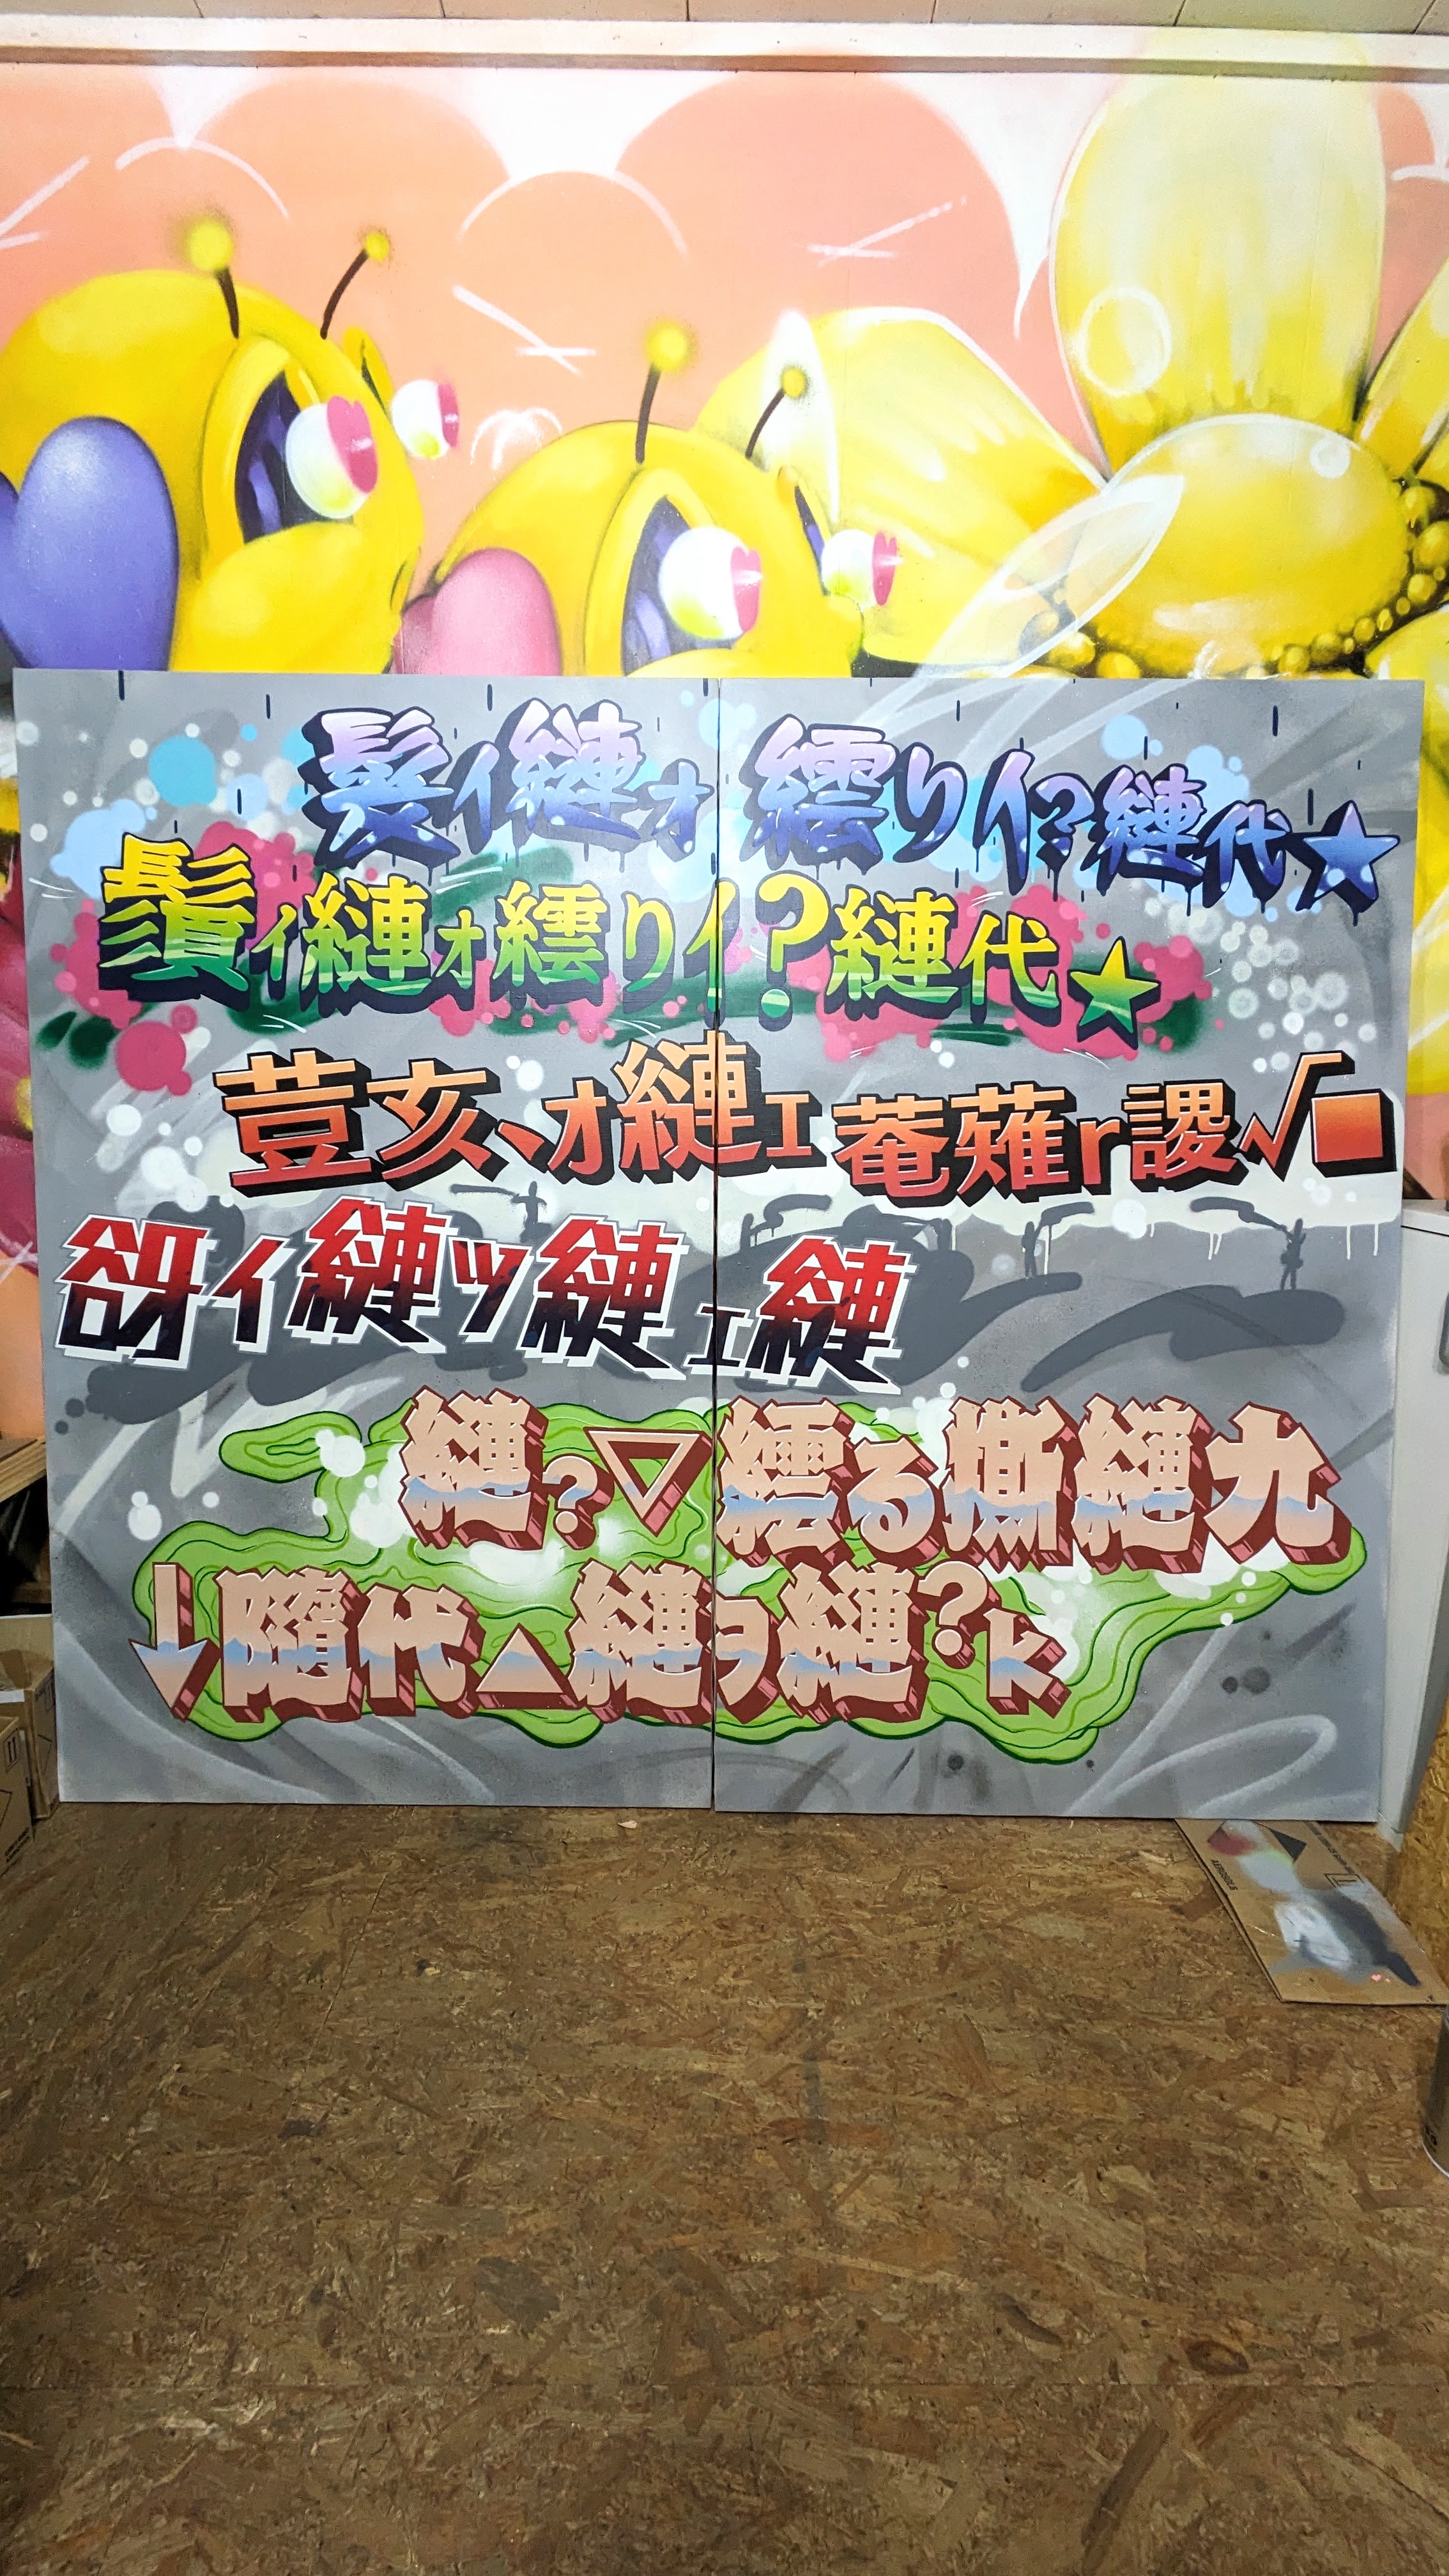 髮ィ縺ォ繧りイ?縺代★
鬚ィ縺ォ繧りイ?縺代★
荳亥、ォ縺ェ菴薙r謖√■
谺イ縺ツ縺ェ縺
縺?▽繧る撕縺九
↓隨代△縺ヲ縺?k